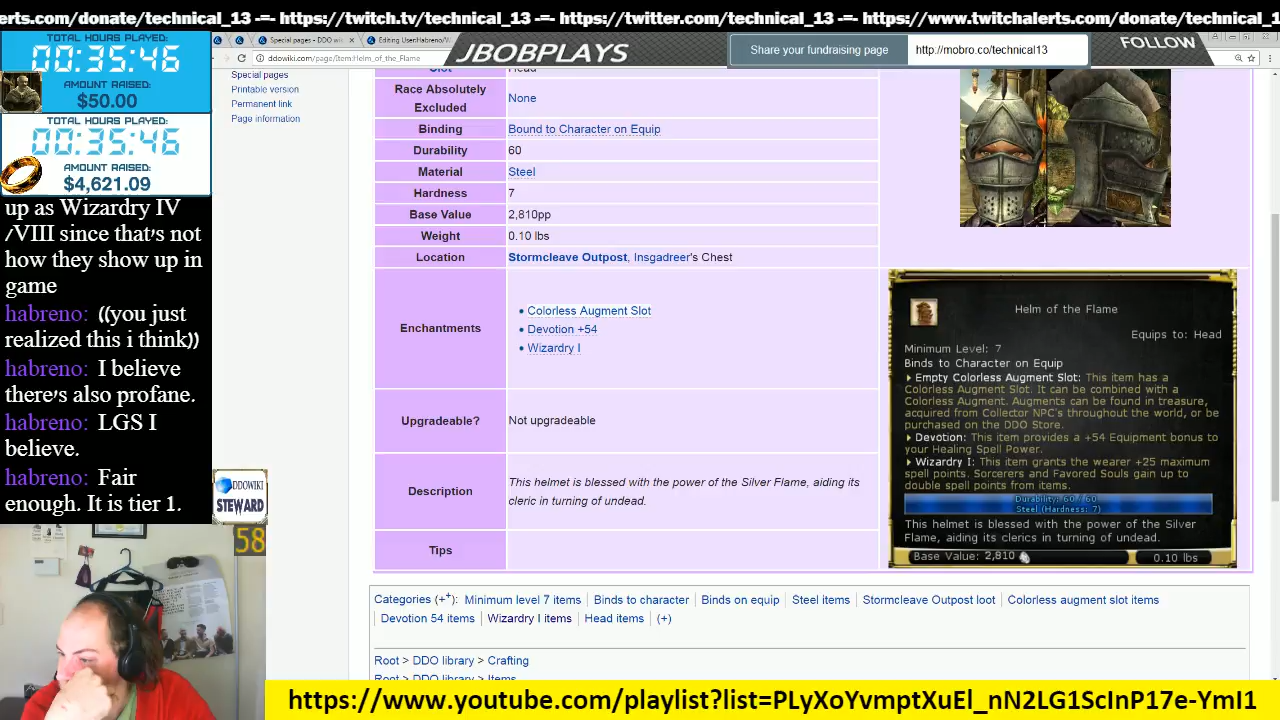 erts.com/donate/technical_13 -=- https://twitch.tv/technical_13 -=- https://twitter.com/technical_13 -=- https://www.twitchalerts.com/donate/technical_1
TOTAL HOURS PLAYED:
00:35:46
AMOUNT RAISED:
$50.00
TOTAL HOURS PLAYED:
00:35:46
AMOUNT RAISED:
$4,621.09
Special pages - DDO wi
Editing User:Habreno/W
ddowiki.com/page/Item:Helm_of_the_Flame
JBOBPLAYS
Share your fundraising page
http://mobro.co/technical13
FOLLOW
up as Wizardry IV
/VIII since that's not
how they show up in
game
habreno: ((you just
realized this i think))
habreno: I believe
there's also profane.
habreno: LGS I
believe.
habreno: Fair
enough. It is tier 1.
DDOWIKI
STEWARD
58
Special pages
Printable version
Permanent link
Page information
Slot Head
Race Absolutely Excluded None
Binding Bound to Character on Equip
Durability 60
Material Steel
Hardness 7
Base Value 2,810pp
Weight 0.10 lbs
Location Stormcleave Outpost, Insgadreer's Chest
Enchantments
• Colorless Augment Slot
• Devotion +54
• Wizardry I
Upgradeable? Not upgradeable
Description
This helmet is blessed with the power of the Silver Flame, aiding its
cleric in turning of undead.
Tips
Helm of the Flame
Equips to: Head
Minimum Level: 7
Binds to Character on Equip
Empty Colorless Augment Slot: This item has a
Colorless Augment Slot. It can be combined with a
Colorless Augment. Augments can be found in treasure,
acquired from Collector NPC's throughout the world, or be
purchased on the DDO Store.
Devotion: This item provides a +54 Equipment bonus to
your Healing Spell Power.
Wizardry I: This item grants the wearer +25 maximum
spell points. Sorcerers and Favored Souls gain up to
double spell points from items.
Durability: 60 / 60
Steel (Hardness: 7)
This helmet is blessed with the power of the Silver
Flame, aiding its clerics in turning of undead.
Base Value: 2,810
0.10 lbs
Categories (++): Minimum level 7 items | Binds to character | Binds on equip | Steel items | Stormcleave Outpost loot | Colorless augment slot items |
Devotion 54 items | Wizardry I items | Head items | (+)
Root > DDO library > Crafting
Root > DDO library > Items
https://www.youtube.com/playlist?list=PLyXoYvmptXuEl_nN2LG1ScInP17e-YmI1